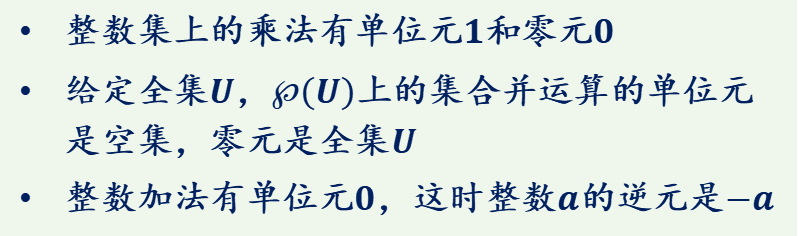 • 整数集上的乘法有单位元1和零元0
• 给定全集U，℘(U)上的集合并运算的单位元
是空集，零元是全集U
• 整数加法有单位元0，这时整数a的逆元是−a